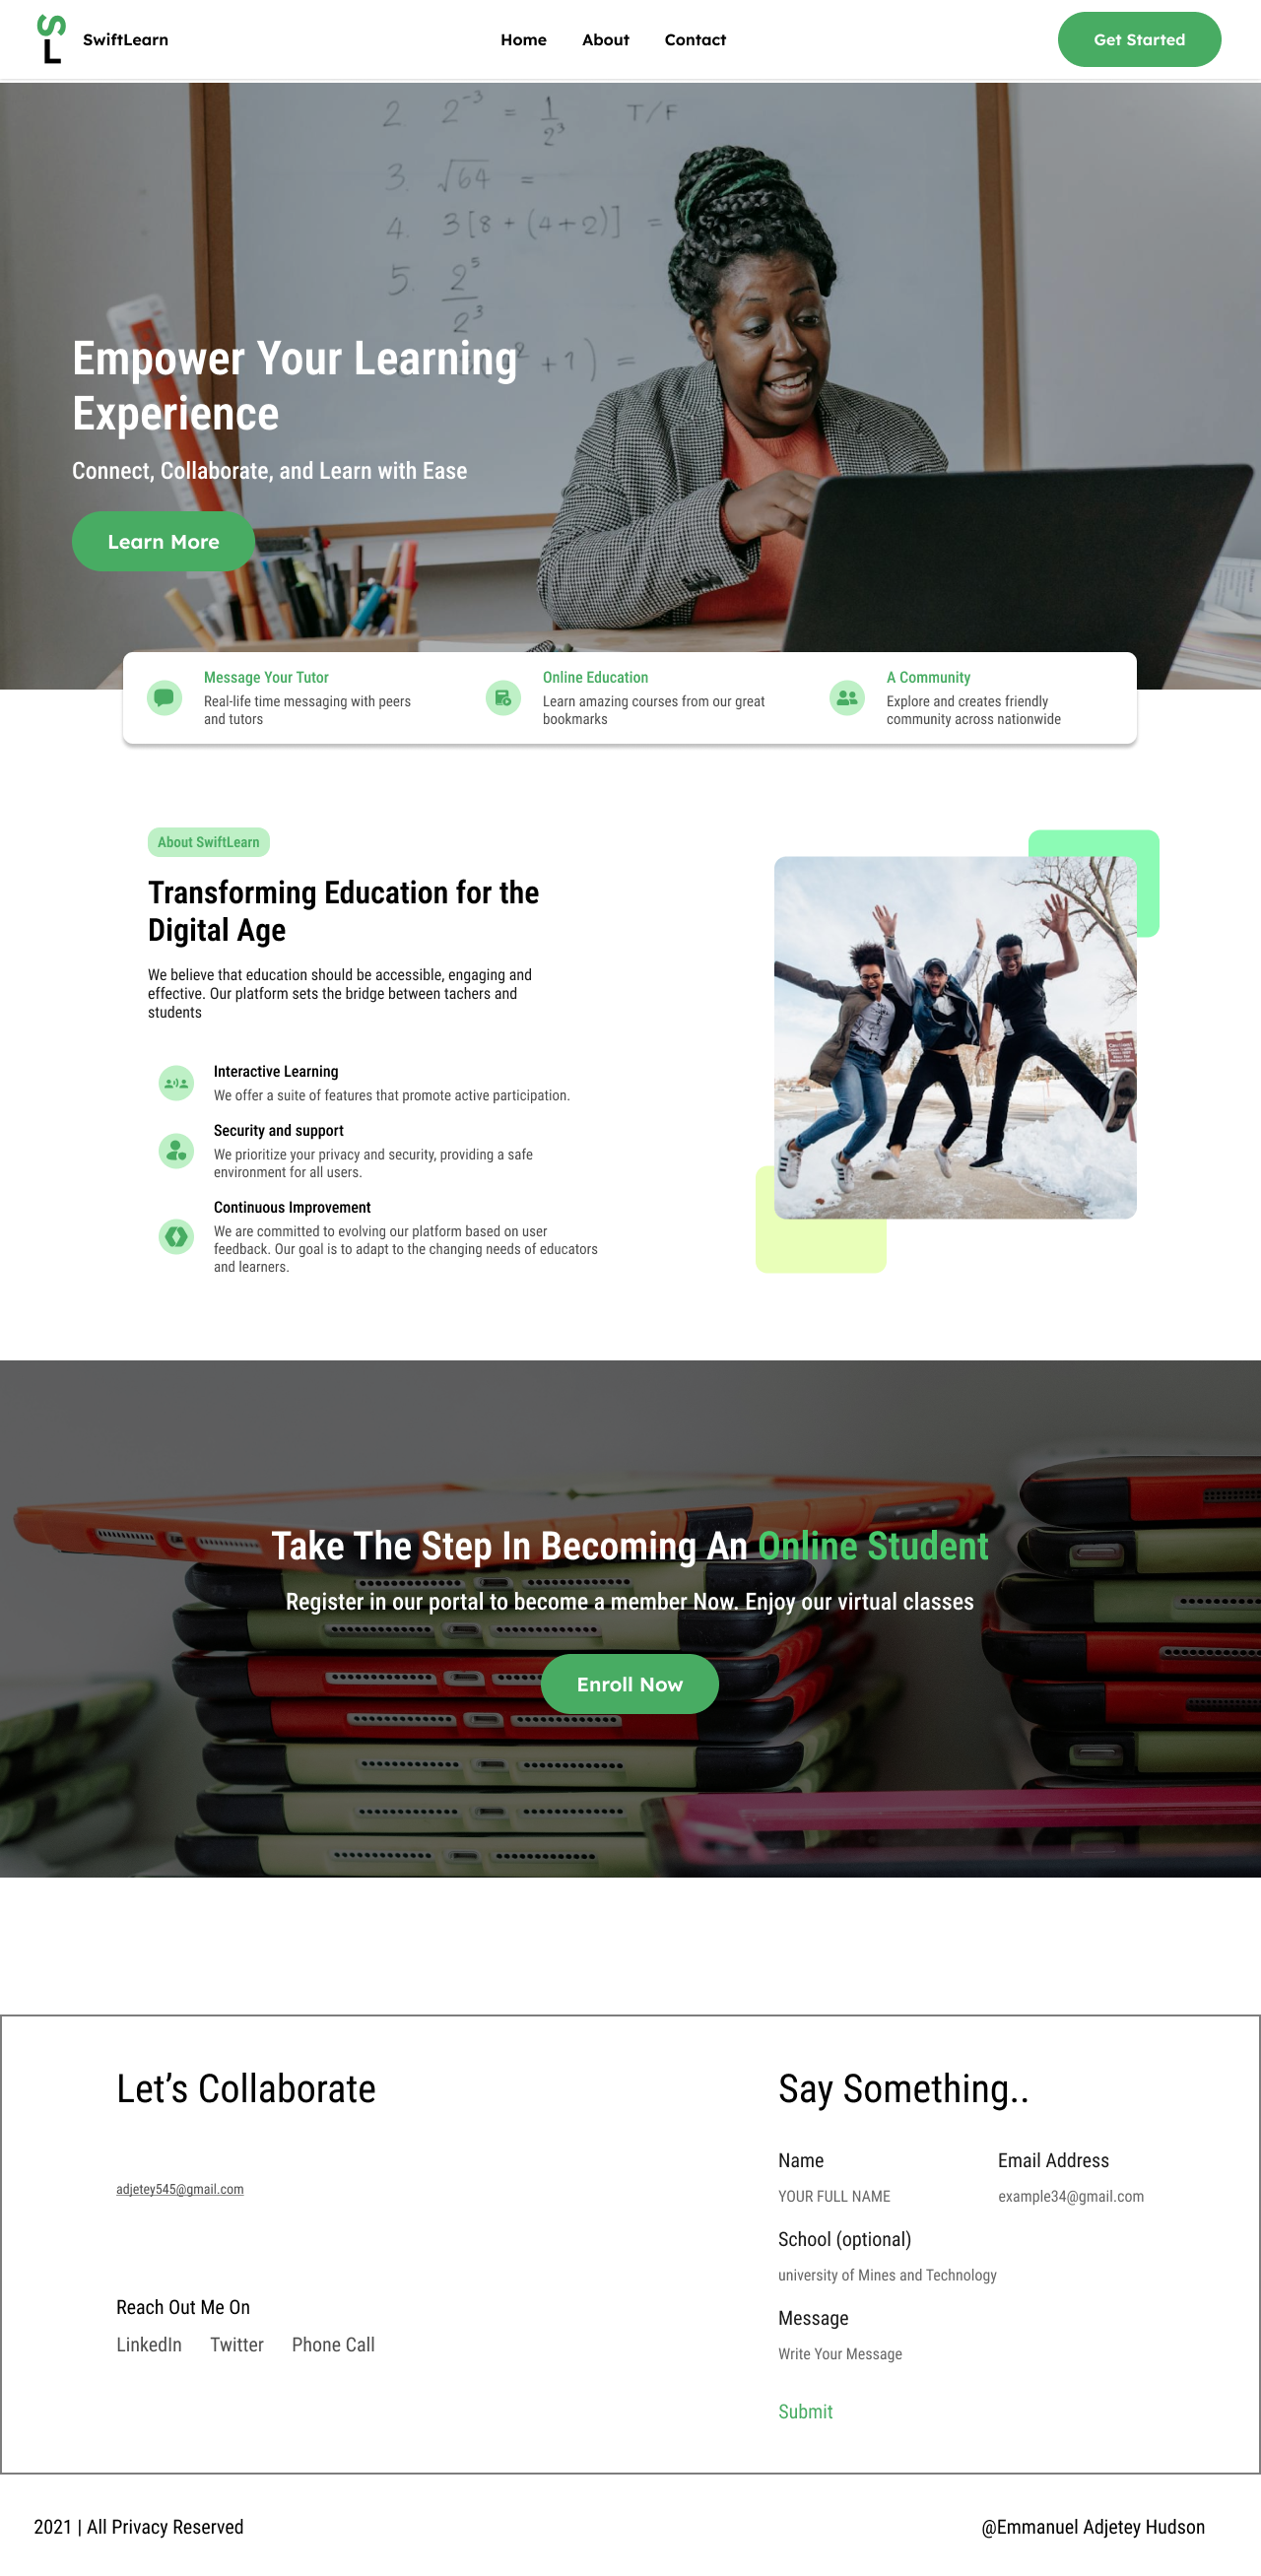 SL
SwiftLearn
Home
About
Contact
Get Started
2. 2⁻³ = 1/2³ T/F
3. √64 =
4. 3[8 + (4+2)] =
5. 2⁵/2³
² + 1) =
Empower Your Learning
Experience
Connect, Collaborate, and Learn with Ease
Learn More
Message Your Tutor
Real-life time messaging with peers
and tutors
Online Education
Learn amazing courses from our great
bookmarks
A Community
Explore and creates friendly
community across nationwide
About SwiftLearn
Transforming Education for the
Digital Age
We believe that education should be accessible, engaging and
effective. Our platform sets the bridge between tachers and
students
Interactive Learning
We offer a suite of features that promote active participation.
Security and support
We prioritize your privacy and security, providing a safe
environment for all users.
Continuous Improvement
We are committed to evolving our platform based on user
feedback. Our goal is to adapt to the changing needs of educators
and learners.
Take The Step In Becoming An Online Student
Register in our portal to become a member Now. Enjoy our virtual classes
Enroll Now
Let's Collaborate
adjetey545@gmail.com
Reach Out Me On
LinkedIn
Twitter
Phone Call
Say Something..
Name
Email Address
YOUR FULL NAME
example34@gmail.com
School (optional)
university of Mines and Technology
Message
Write Your Message
Submit
2021 | All Privacy Reserved
@Emmanuel Adjetey Hudson